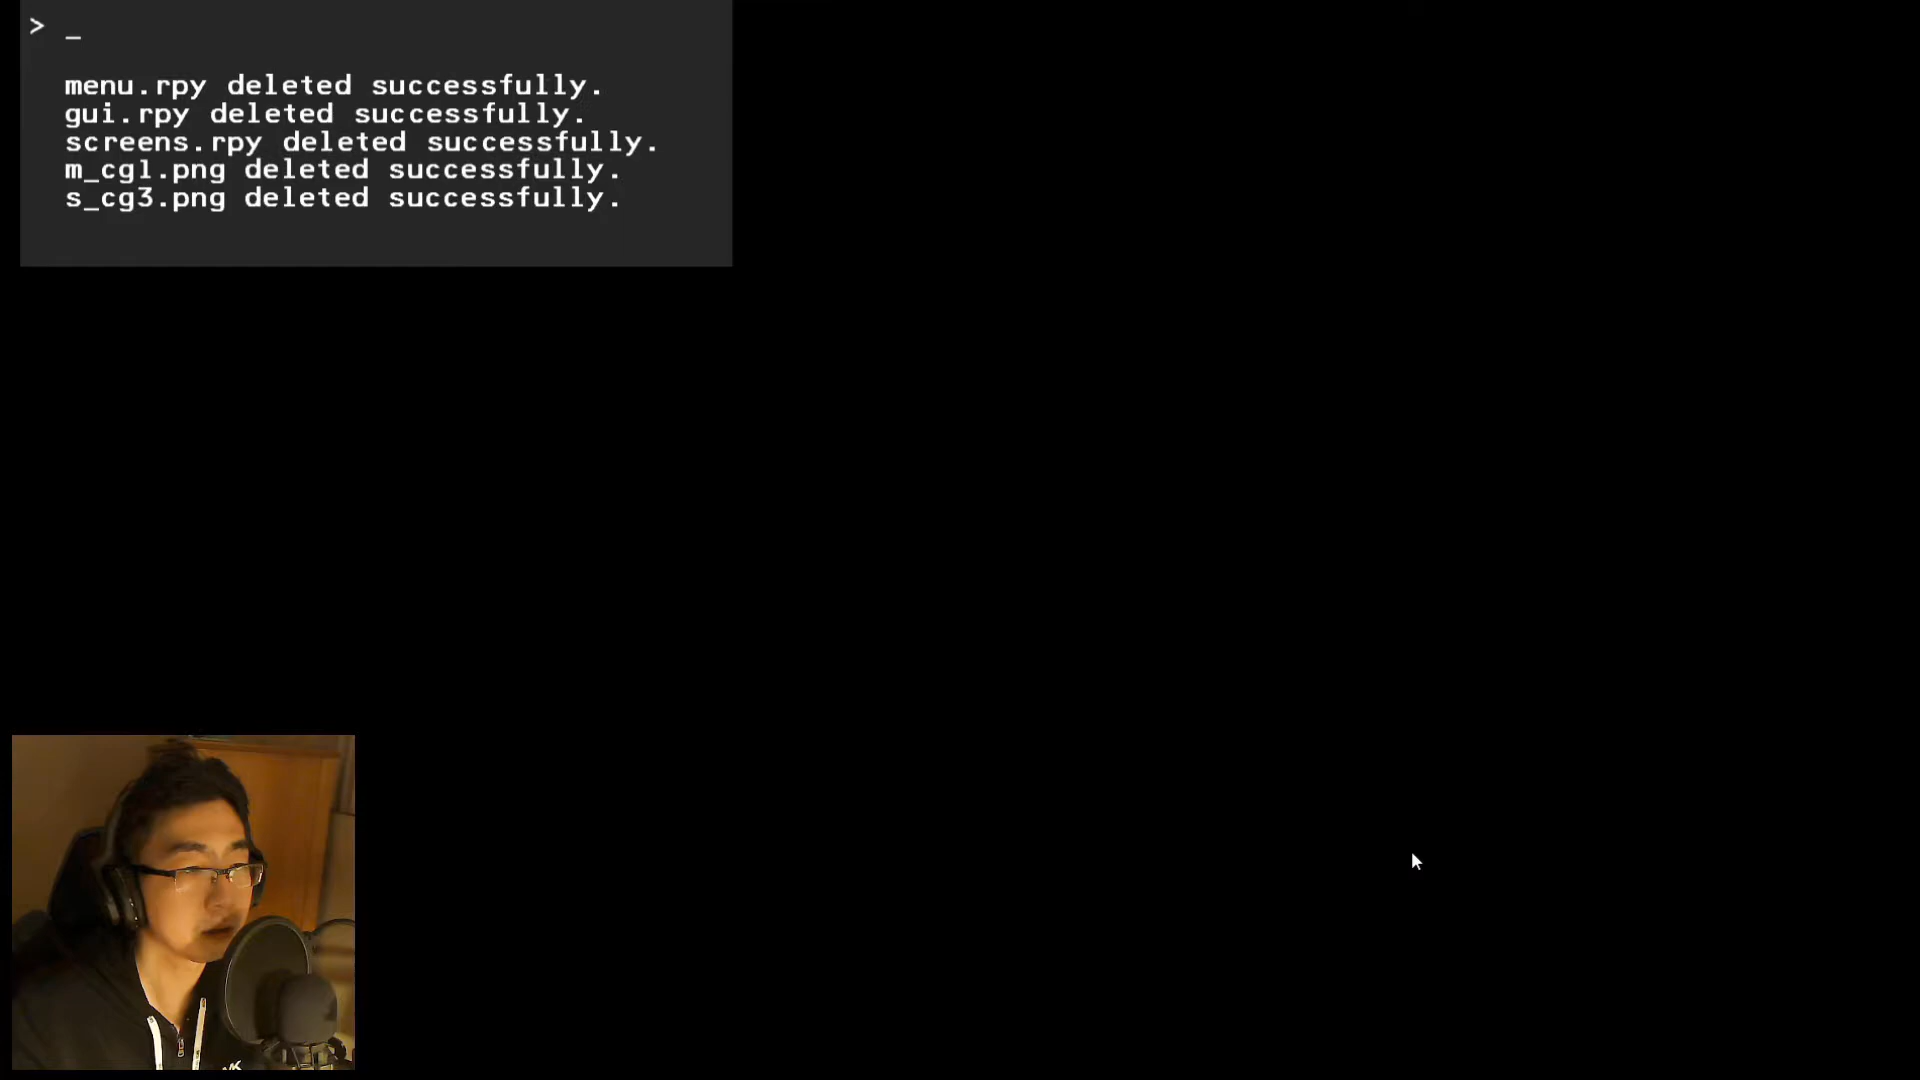 > _
menu.rpy deleted successfully.
gui.rpy deleted successfully.
screens.rpy deleted successfully.
m_cg1.png deleted successfully.
s_cg3.png deleted successfully.